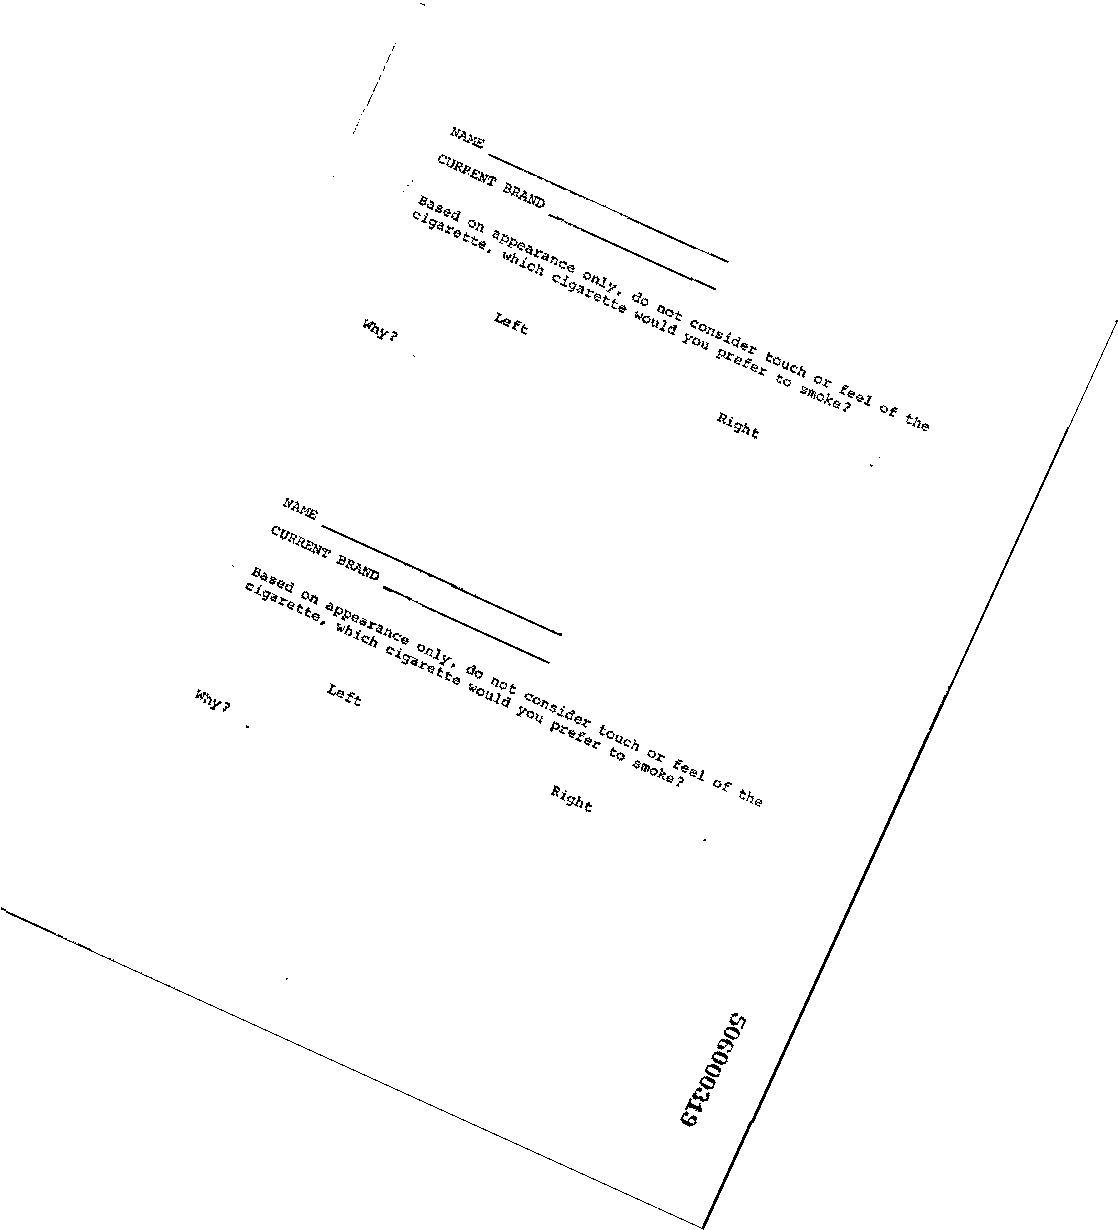 NAME
CURRENT BRAND
Based on appearance only, do not consider touch or feel of the
cigarette, which cigarette would you prefer to smoke?
Left Right
Why?
NAME
CURRENT BRAND
Based on appearance only, do not consider touch or feel of the
cigarette, which cigarette would you prefer to smoke?
Left Right
Why?
506000319